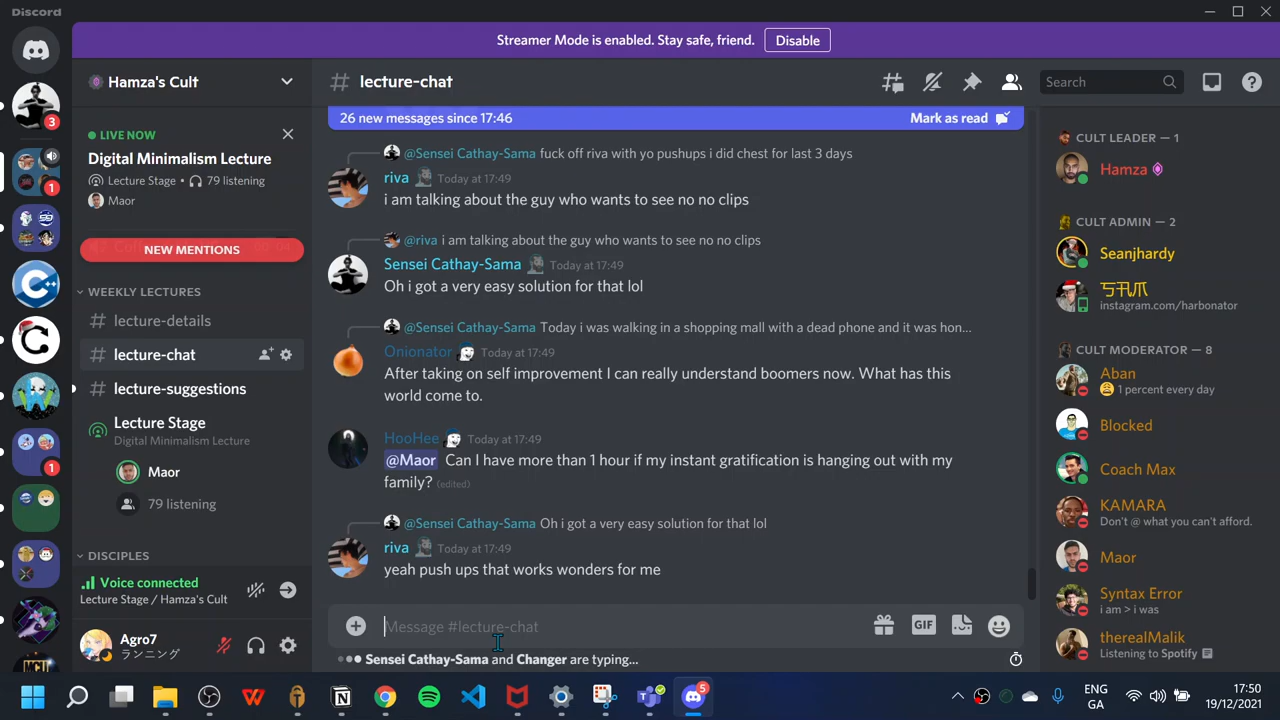 Discord
Streamer Mode is enabled. Stay safe, friend.
Disable
3
1
1
Hamza's Cult
LIVE NOW
Digital Minimalism Lecture
Lecture Stage • 79 listening
Maor
NEW MENTIONS
WEEKLY LECTURES
# lecture-details
# lecture-chat
# lecture-suggestions
Lecture Stage
Digital Minimalism Lecture
Maor
79 listening
DISCIPLES
Voice connected
Lecture Stage / Hamza's Cult
Agro7
ランニング
# lecture-chat
Search
26 new messages since 17:46
Mark as read
@Sensei Cathay-Sama fuck off riva with yo pushups i did chest for last 3 days
riva Today at 17:49
i am talking about the guy who wants to see no no clips
@riva i am talking about the guy who wants to see no no clips
Sensei Cathay-Sama Today at 17:49
Oh i got a very easy solution for that lol
@Sensei Cathay-Sama Today i was walking in a shopping mall with a dead phone and it was hon...
Onionator Today at 17:49
After taking on self improvement I can really understand boomers now. What has this
world come to.
HooHee Today at 17:49
@Maor Can I have more than 1 hour if my instant gratification is hanging out with my
family? (edited)
@Sensei Cathay-Sama Oh i got a very easy solution for that lol
riva Today at 17:49
yeah push ups that works wonders for me
Message #lecture-chat
GIF
Sensei Cathay-Sama and Changer are typing...
CULT LEADER — 1
Hamza
CULT ADMIN — 2
Seanjhardy
instagram.com/harbonator
CULT MODERATOR — 8
Aban
1 percent every day
Blocked
Coach Max
KAMARA
Don't @ what you can't afford.
Maor
Syntax Error
i am > i was
therealMalik
Listening to Spotify
MCU
5
ENG
GA
17:50
19/12/2021